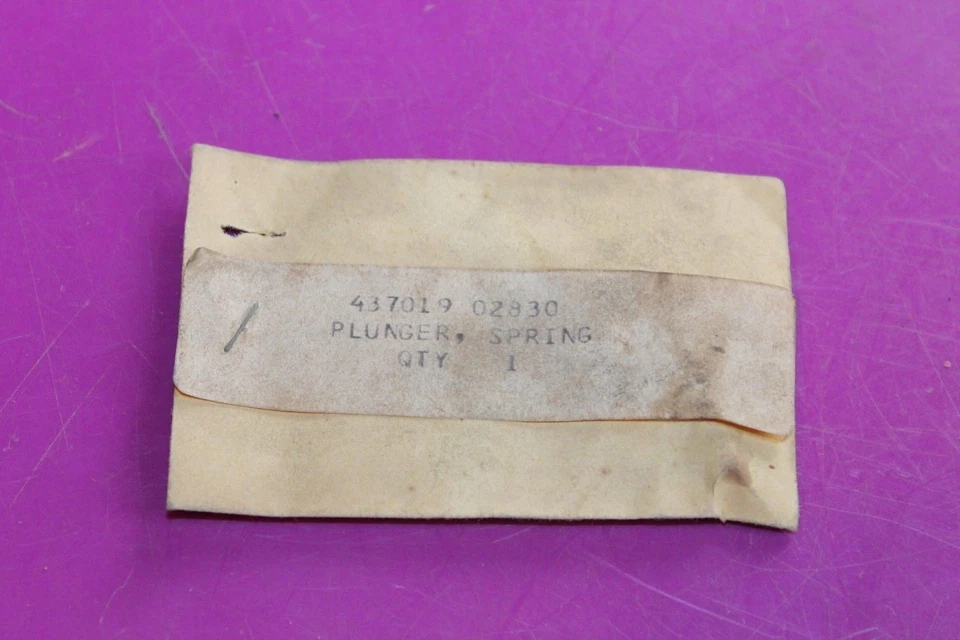 437019 02830
PLUNGER, SPRING
QTY 1
/